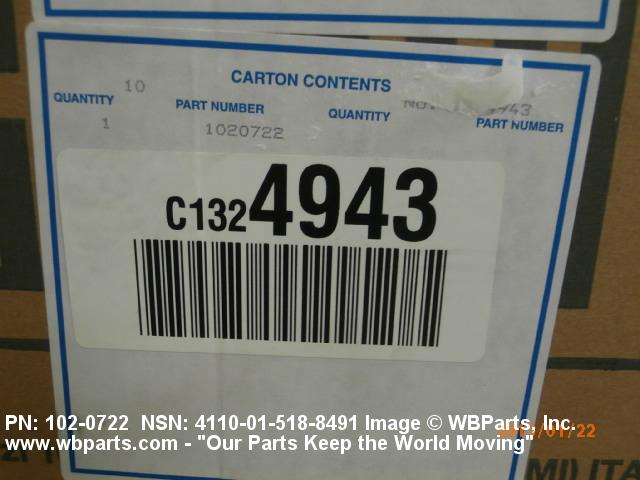 CARTON CONTENTS
10
QUANTITY PART NUMBER QUANTITY PART NUMBER
1 1020722
C1324943
PN: 102-0722 NSN: 4110-01-518-8491 Image © WBParts, Inc.
www.wbparts.com - "Our Parts Keep the World Moving"